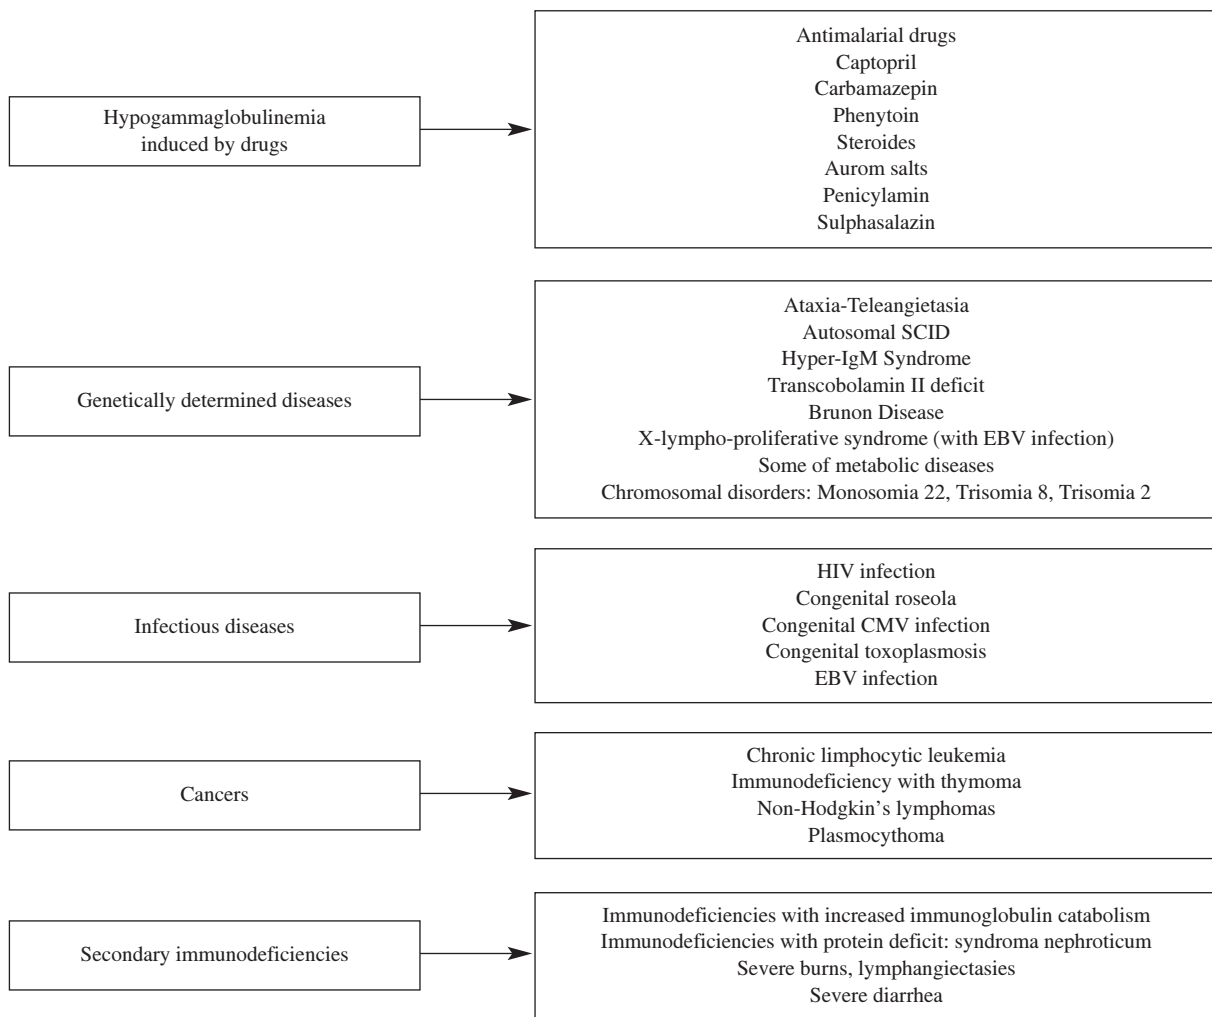 Hypogammaglobulinemia
induced by drugs
Antimalarial drugs
Captopril
Carbamazepin
Phenytoin
Steroides
Aurom salts
Penicylamin
Sulphasalazin
Genetically determined diseases
Ataxia-Teleangietasia
Autosomal SCID
Hyper-IgM Syndrome
Transcobolamin II deficit
Brunon Disease
X-lympho-proliferative syndrome (with EBV infection)
Some of metabolic diseases
Chromosomal disorders: Monosomia 22, Trisomia 8, Trisomia 2
Infectious diseases
HIV infection
Congenital roseola
Congenital CMV infection
Congenital toxoplasmosis
EBV infection
Cancers
Chronic limphocytic leukemia
Immunodeficiency with thymoma
Non-Hodgkin's lymphomas
Plasmocythoma
Secondary immunodeficiencies
Immunodeficiencies with increased immunoglobulin catabolism
Immunodeficiencies with protein deficit: syndroma nephroticum
Severe burns, lymphangiectasies
Severe diarrhea